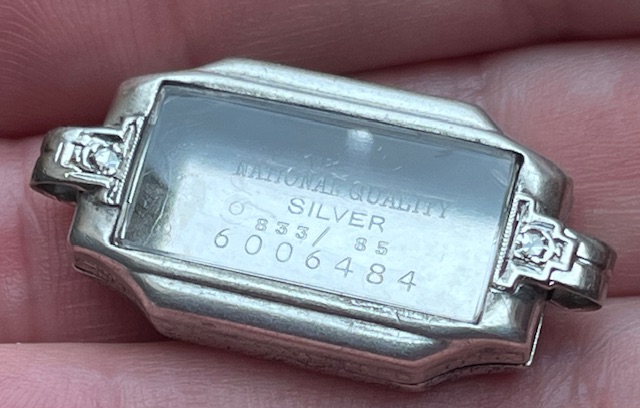 NATIONAL QUALITY
SILVER
833/ 85
6006484